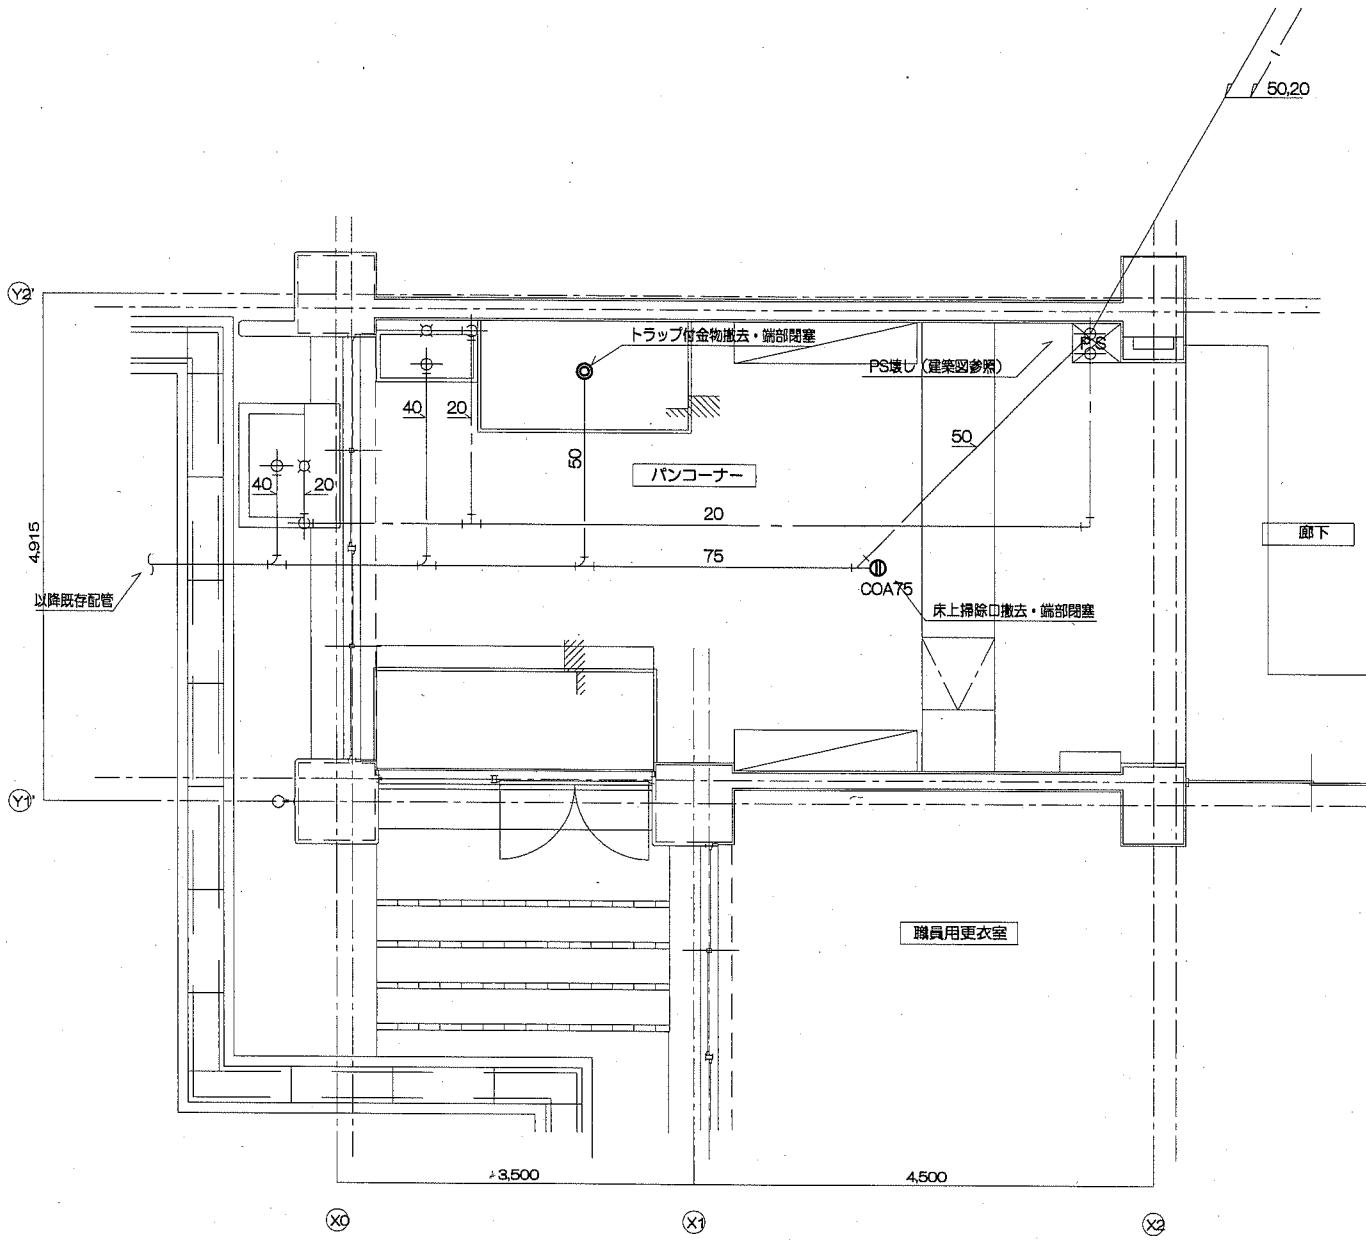 50,20
Y2'
トラップ付金物撤去・端部閉塞
PS
PS壊し（建築図参照）
40
20
50
50
パンコーナー
40
20
20
4,915
75
廊下
COA75
以降既存配管
床上掃除口撤去・端部閉塞
Y1'
職員用更衣室
3,500
4,500
X0
X1
X2